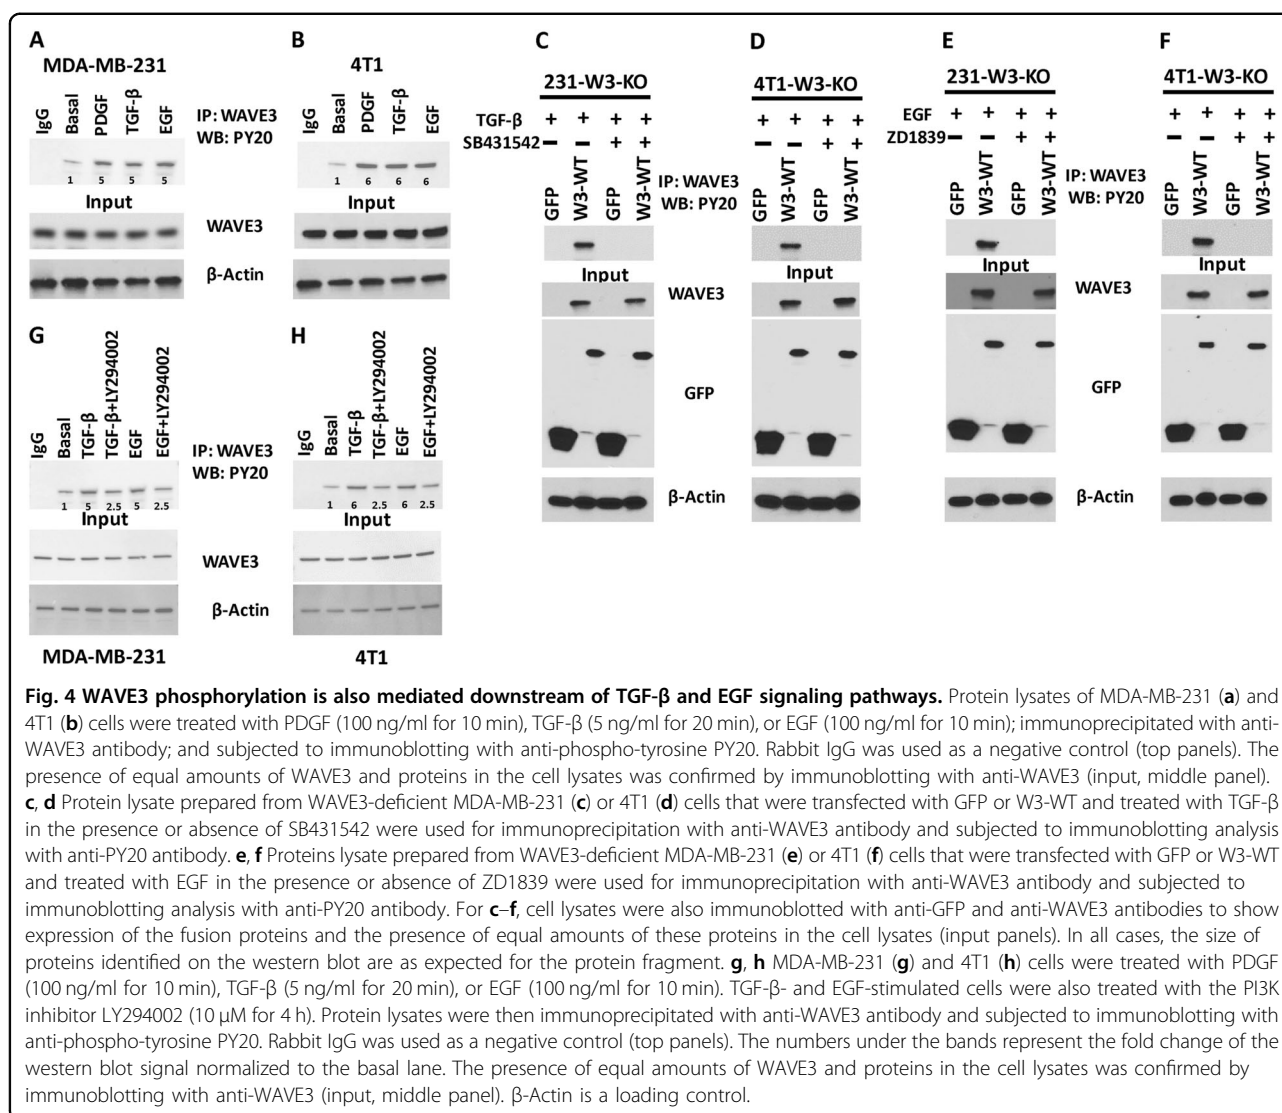 A
MDA-MB-231
IgG
Basal
PDGF
TGF-β
EGF
IP: WAVE3
WB: PY20
1 5 5 5
Input
WAVE3
β-Actin
B
4T1
IgG
Basal
PDGF
TGF-β
EGF
1 6 6 6
Input
C
231-W3-KO
TGF-β + + + +
SB431542 − − + +
GFP
W3-WT
GFP
W3-WT
IP: WAVE3
WB: PY20
Input
WAVE3
GFP
β-Actin
D
4T1-W3-KO
+ + + +
− − + +
GFP
W3-WT
GFP
W3-WT
Input
E
231-W3-KO
EGF + + + +
ZD1839 − − + +
GFP
W3-WT
GFP
W3-WT
IP: WAVE3
WB: PY20
Input
WAVE3
GFP
β-Actin
F
4T1-W3-KO
+ + + +
− − + +
GFP
W3-WT
GFP
W3-WT
Input
G
IgG
Basal
TGF-β
TGF-β+LY294002
EGF
EGF+LY294002
IP: WAVE3
WB: PY20
1 5 2.5 5 2.5
Input
WAVE3
β-Actin
MDA-MB-231
H
IgG
Basal
TGF-β
TGF-β+LY294002
EGF
EGF+LY294002
1 6 2.5 6 2.5
Input
4T1
Fig. 4 WAVE3 phosphorylation is also mediated downstream of TGF-β and EGF signaling pathways. Protein lysates of MDA-MB-231 (a) and
4T1 (b) cells were treated with PDGF (100 ng/ml for 10 min), TGF-β (5 ng/ml for 20 min), or EGF (100 ng/ml for 10 min); immunoprecipitated with anti-
WAVE3 antibody; and subjected to immunoblotting with anti-phospho-tyrosine PY20. Rabbit IgG was used as a negative control (top panels). The
presence of equal amounts of WAVE3 and proteins in the cell lysates was confirmed by immunoblotting with anti-WAVE3 (input, middle panel).
c, d Protein lysate prepared from WAVE3-deficient MDA-MB-231 (c) or 4T1 (d) cells that were transfected with GFP or W3-WT and treated with TGF-β
in the presence or absence of SB431542 were used for immunoprecipitation with anti-WAVE3 antibody and subjected to immunoblotting analysis
with anti-PY20 antibody. e, f Proteins lysate prepared from WAVE3-deficient MDA-MB-231 (e) or 4T1 (f) cells that were transfected with GFP or W3-WT
and treated with EGF in the presence or absence of ZD1839 were used for immunoprecipitation with anti-WAVE3 antibody and subjected to
immunoblotting analysis with anti-PY20 antibody. For c–f, cell lysates were also immunoblotted with anti-GFP and anti-WAVE3 antibodies to show
expression of the fusion proteins and the presence of equal amounts of these proteins in the cell lysates (input panels). In all cases, the size of
proteins identified on the western blot are as expected for the protein fragment. g, h MDA-MB-231 (g) and 4T1 (h) cells were treated with PDGF
(100 ng/ml for 10 min), TGF-β (5 ng/ml for 20 min), or EGF (100 ng/ml for 10 min). TGF-β- and EGF-stimulated cells were also treated with the PI3K
inhibitor LY294002 (10 μM for 4 h). Protein lysates were then immunoprecipitated with anti-WAVE3 antibody and subjected to immunoblotting with
anti-phospho-tyrosine PY20. Rabbit IgG was used as a negative control (top panels). The numbers under the bands represent the fold change of the
western blot signal normalized to the basal lane. The presence of equal amounts of WAVE3 and proteins in the cell lysates was confirmed by
immunoblotting with anti-WAVE3 (input, middle panel). β-Actin is a loading control.